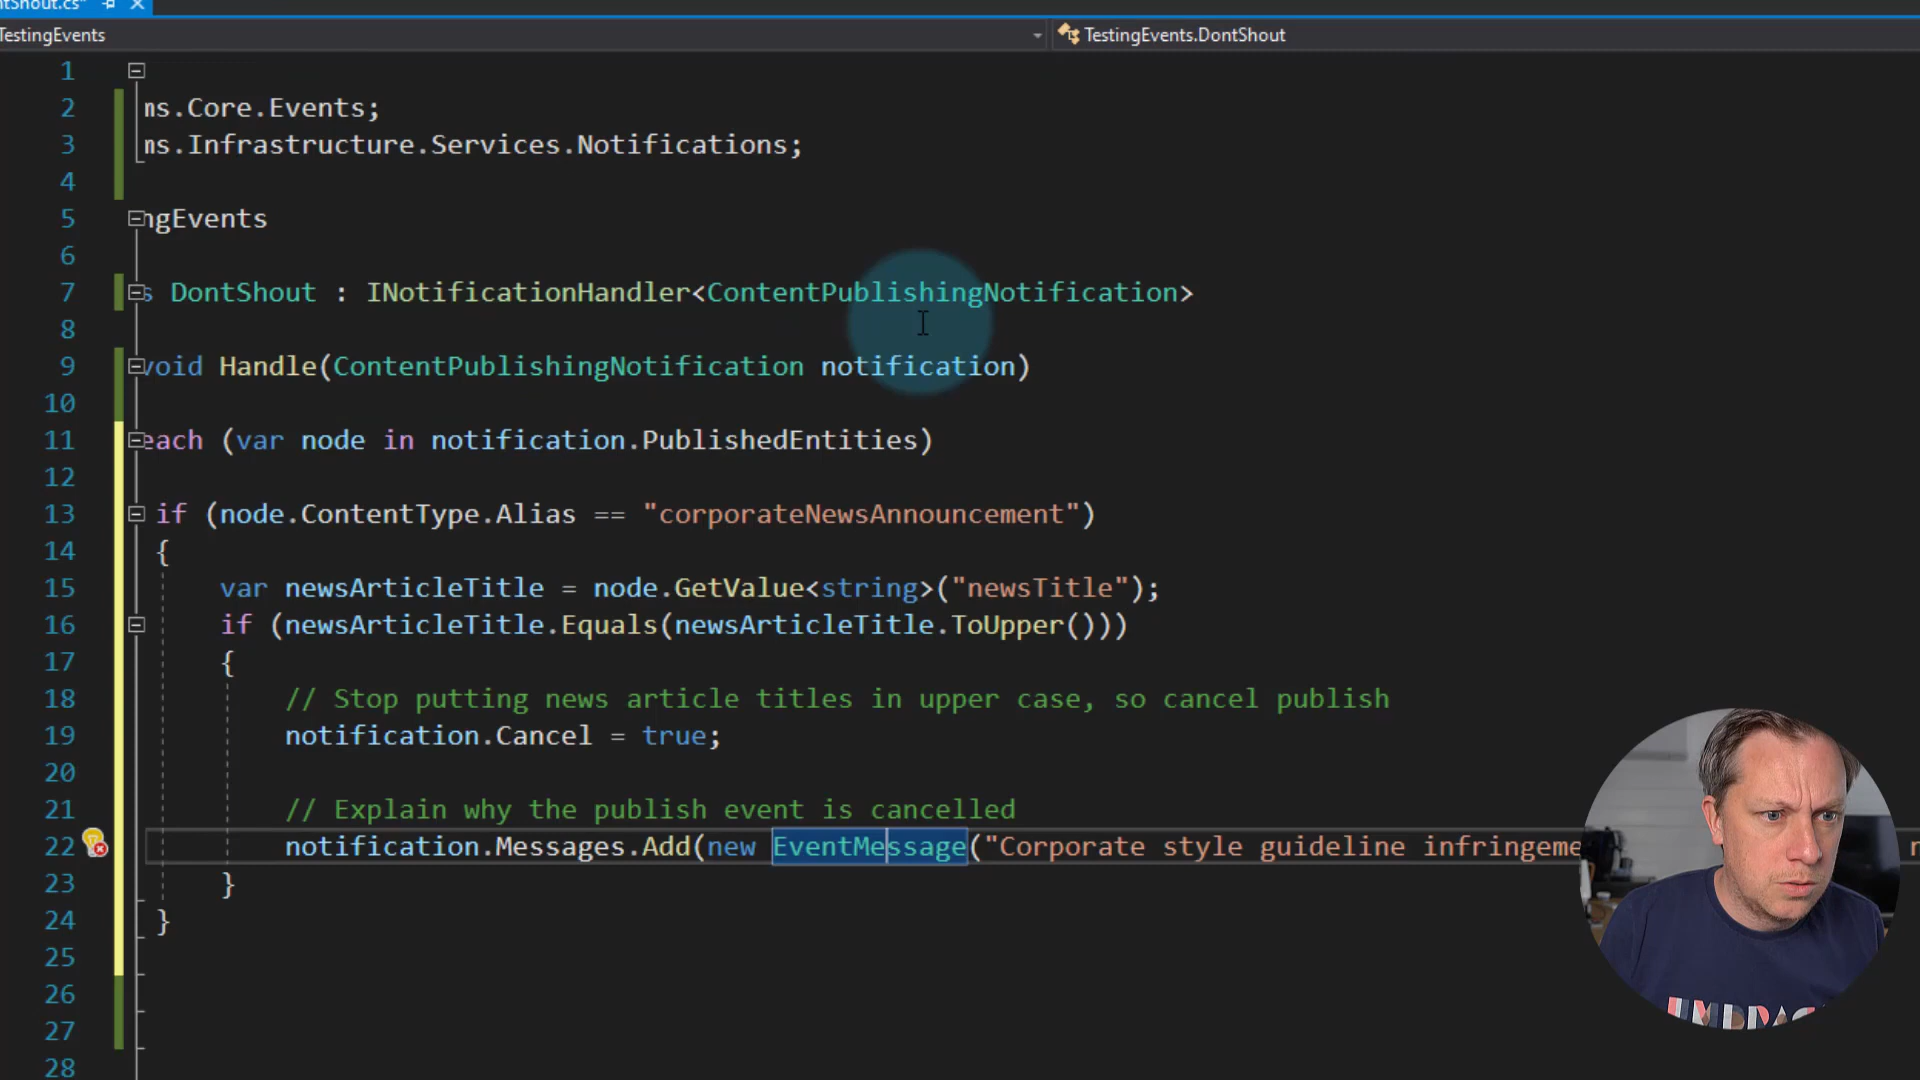 ntShout.cs*
TestingEvents
TestingEvents.DontShout
1
2 ms.Core.Events;
3 ms.Infrastructure.Services.Notifications;
4
5 ngEvents
6
7 s DontShout : INotificationHandler<ContentPublishingNotification>
8
9 void Handle(ContentPublishingNotification notification)
10
11 each (var node in notification.PublishedEntities)
12
13 if (node.ContentType.Alias == "corporateNewsAnnouncement")
14 {
15 var newsArticleTitle = node.GetValue<string>("newsTitle");
16 if (newsArticleTitle.Equals(newsArticleTitle.ToUpper()))
17 {
18 // Stop putting news article titles in upper case, so cancel publish
19 notification.Cancel = true;
20
21 // Explain why the publish event is cancelled
22 notification.Messages.Add(new EventMessage("Corporate style guideline infringeme
23 }
24 }
25
26
27
28